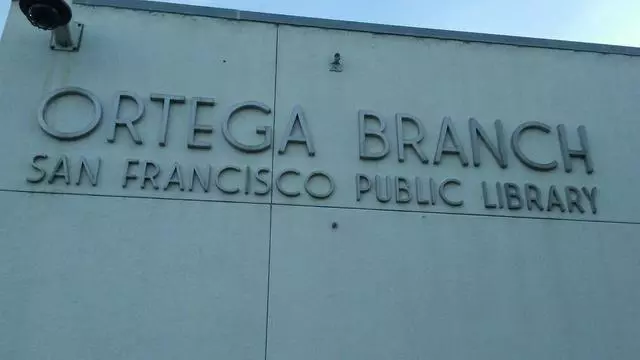 ORTEGA BRANCH
SAN FRANCISCO PUBLIC LIBRARY